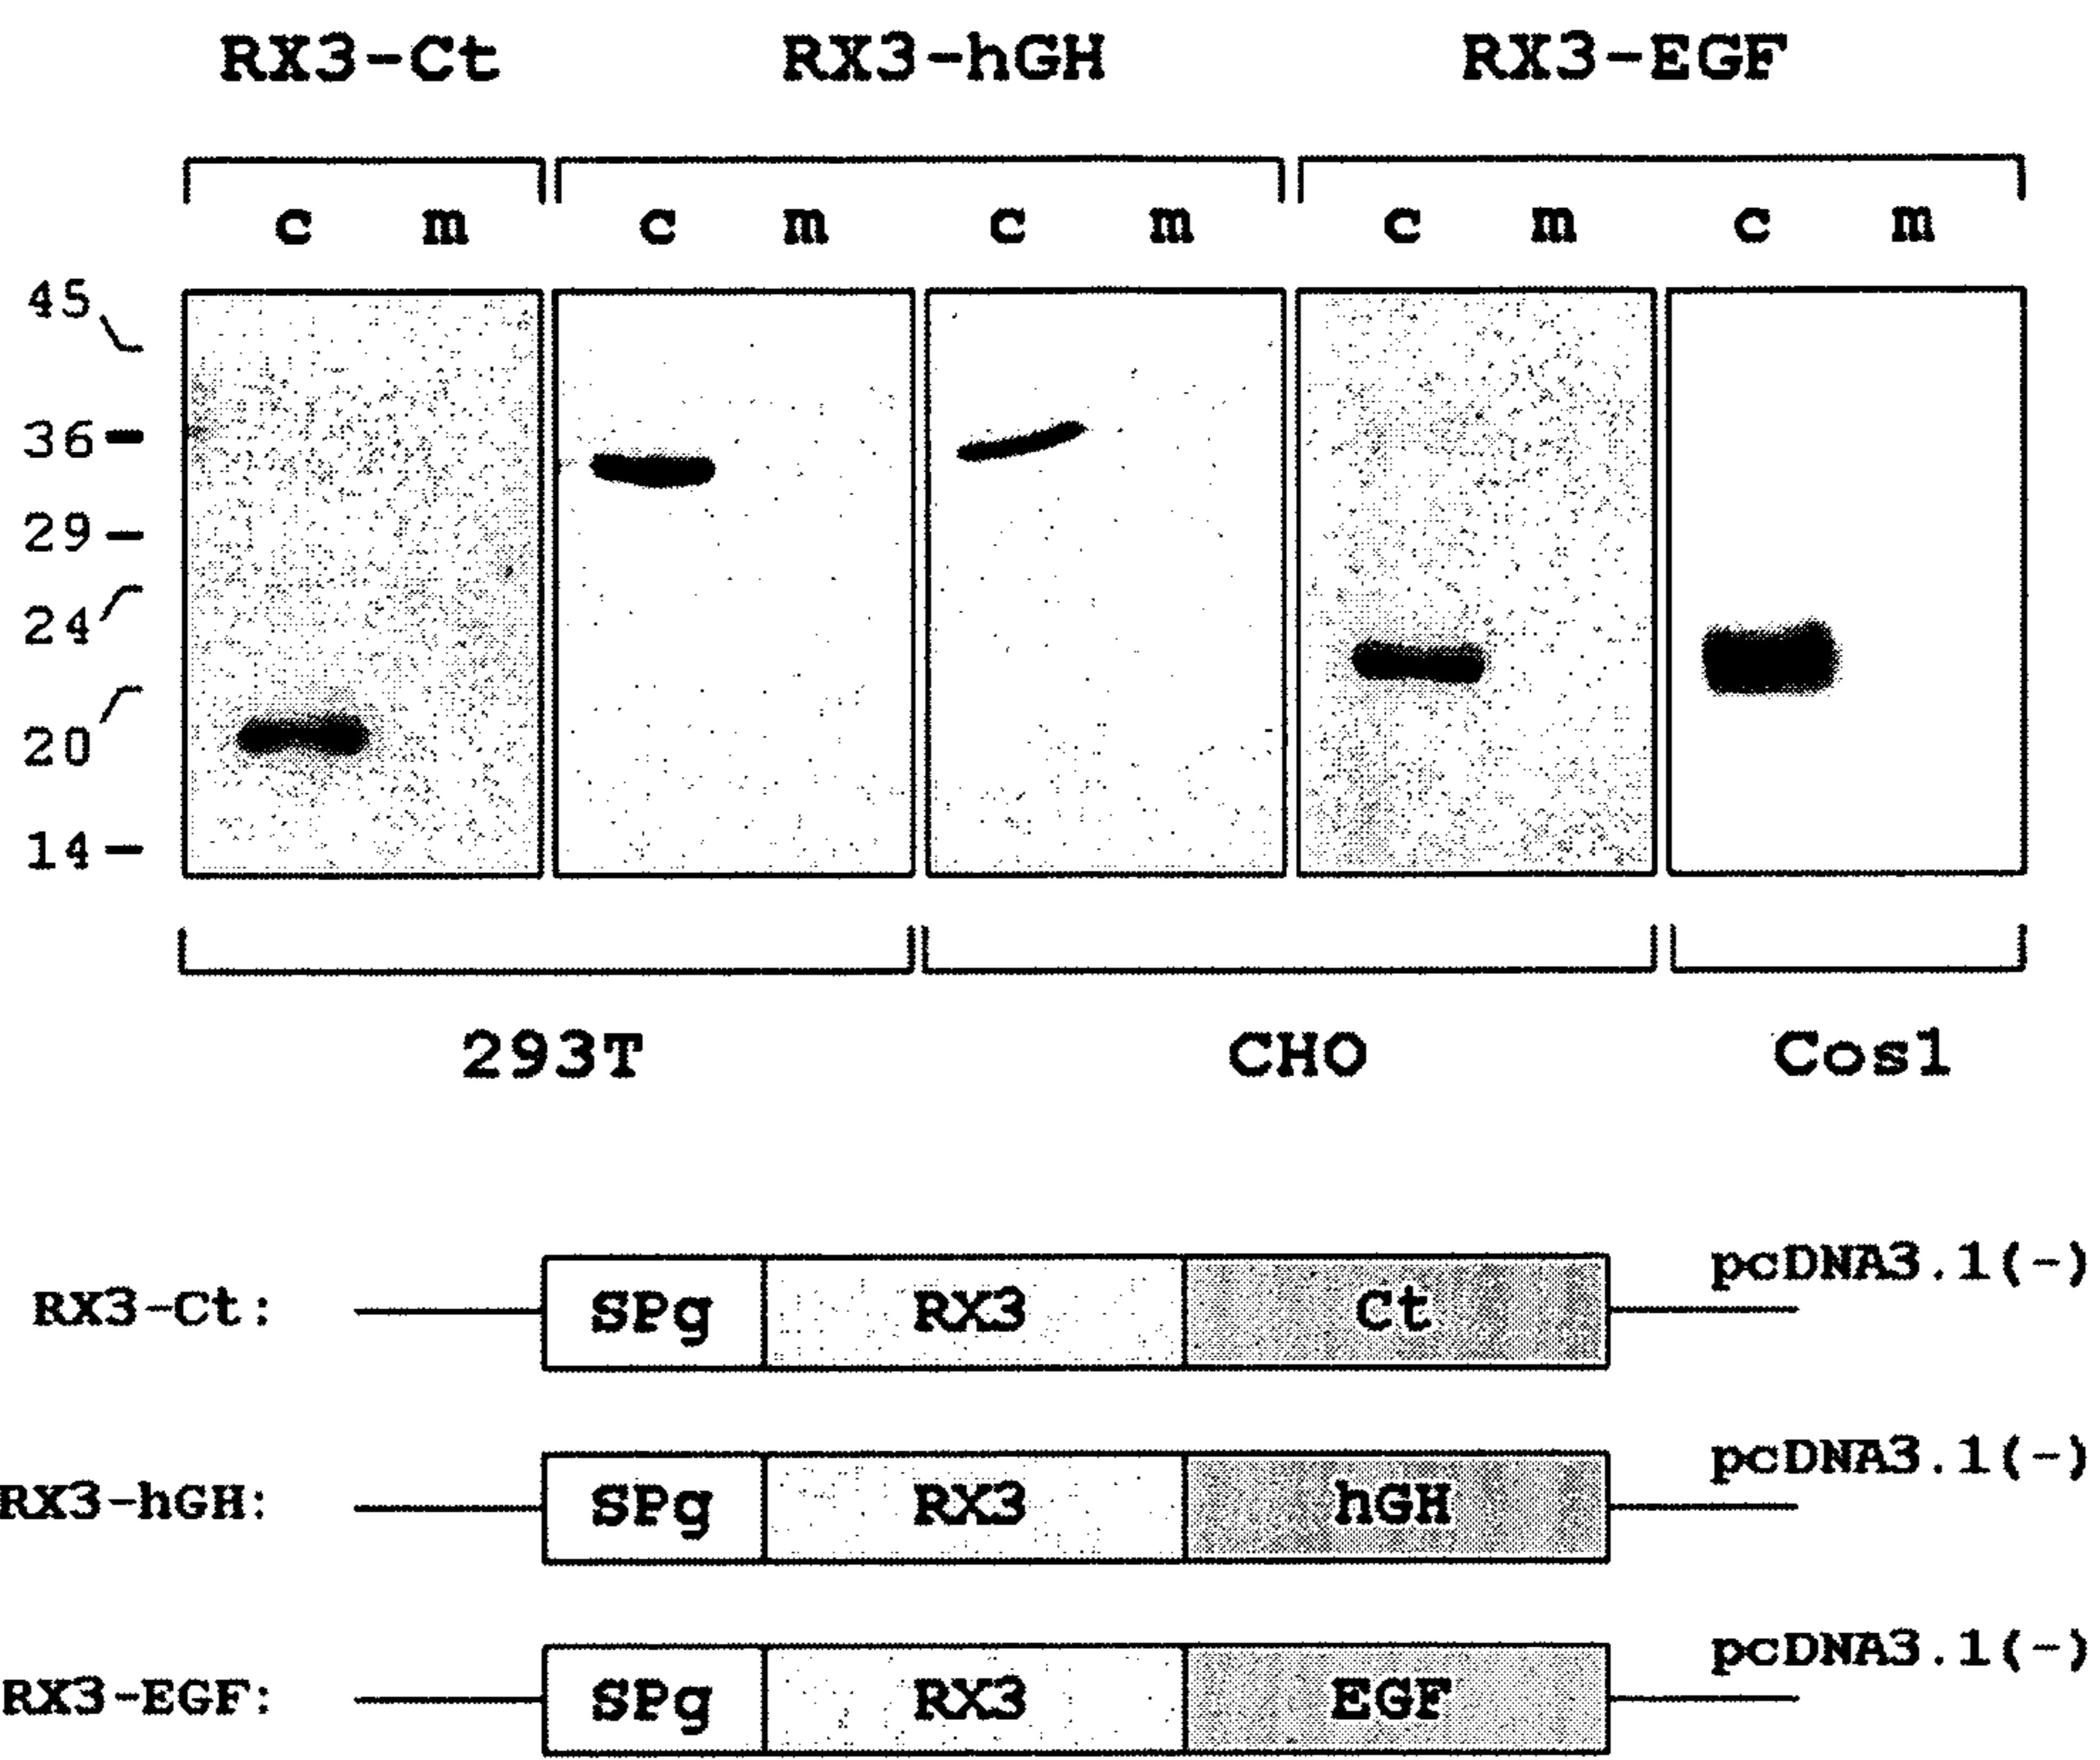 RX3-Ct RX3-hGH RX3-EGF
c m c m c m c m c m
45
36
29
24
20
14
293T CHO Cos1
pcDNA3.1(-)
RX3-Ct: SPg RX3 Ct
pcDNA3.1(-)
RX3-hGH: SPg RX3 hGH
pcDNA3.1(-)
RX3-EGF: SPg RX3 EGF